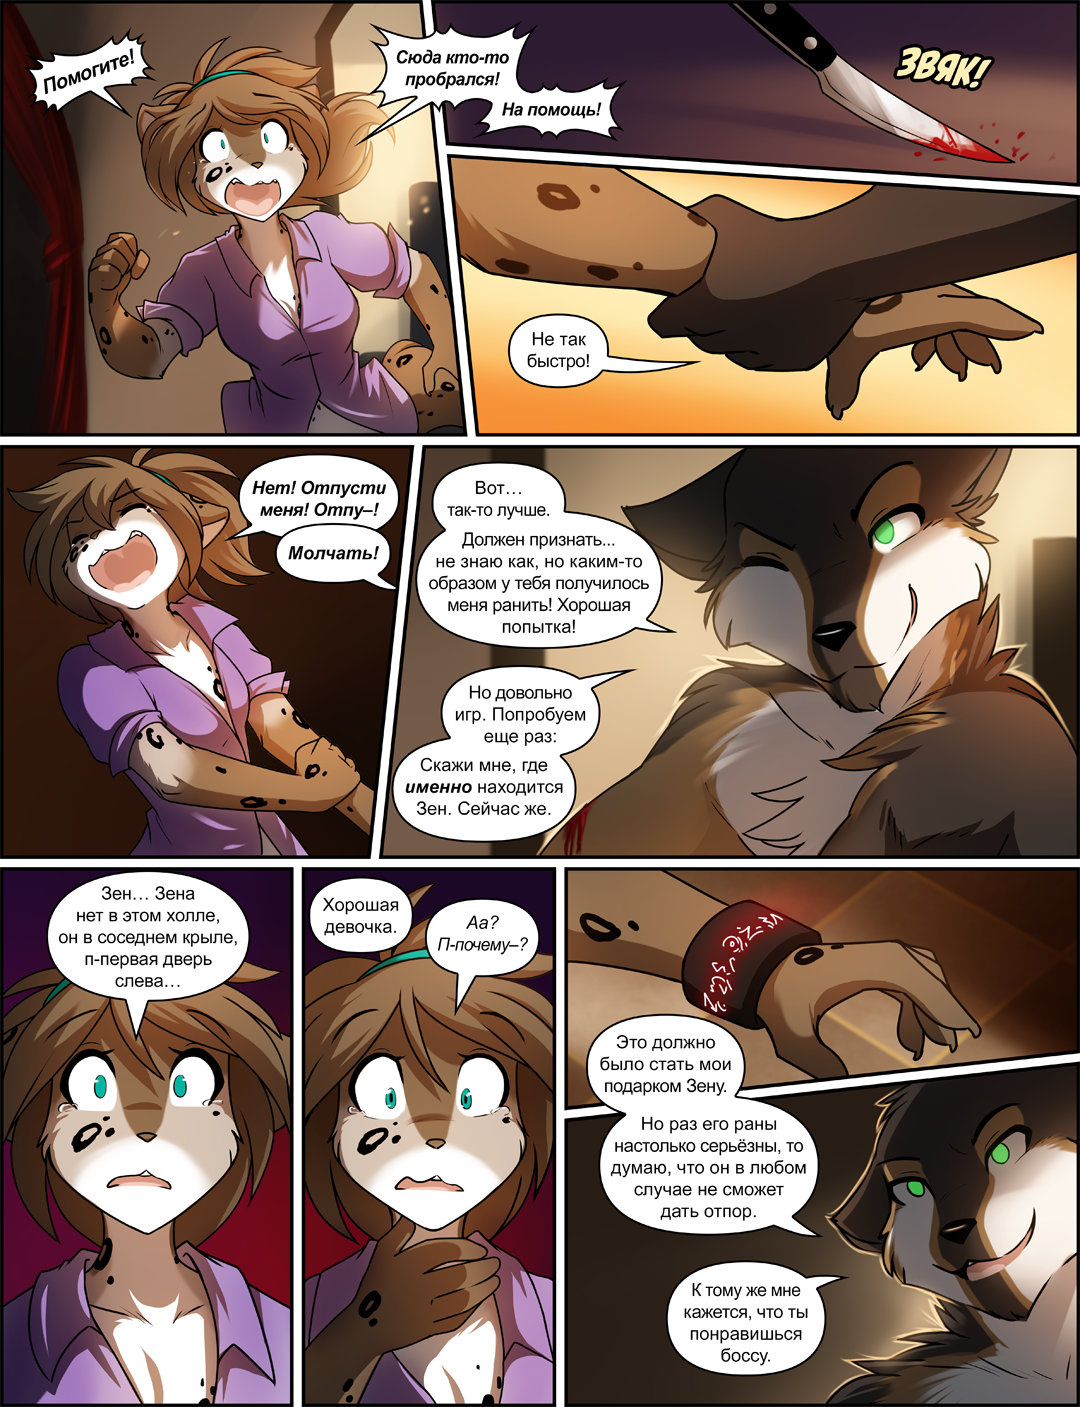 Помогите!
Сюда кто-то
пробрался!
На помощь!
ЗВЯК!
Не так
быстро!
Нет! Отпусти
меня! Отпу–!
Молчать!
Вот...
так-то лучше.
Должен признать...
не знаю как, но каким-то
образом у тебя получилось
меня ранить! Хорошая
попытка!
Но довольно
игр. Попробуем
еще раз:
Скажи мне, где
именно находится
Зен. Сейчас же.
Зен... Зена
нет в этом холле,
он в соседнем крыле,
п-первая дверь
слева...
Хорошая
девочка.
Аа?
П-почему–?
Это должно
было стать мои
подарком Зену.
Но раз его раны
настолько серьёзны, то
думаю, что он в любом
случае не сможет
дать отпор.
К тому же мне
кажется, что ты
понравишься
боссу.